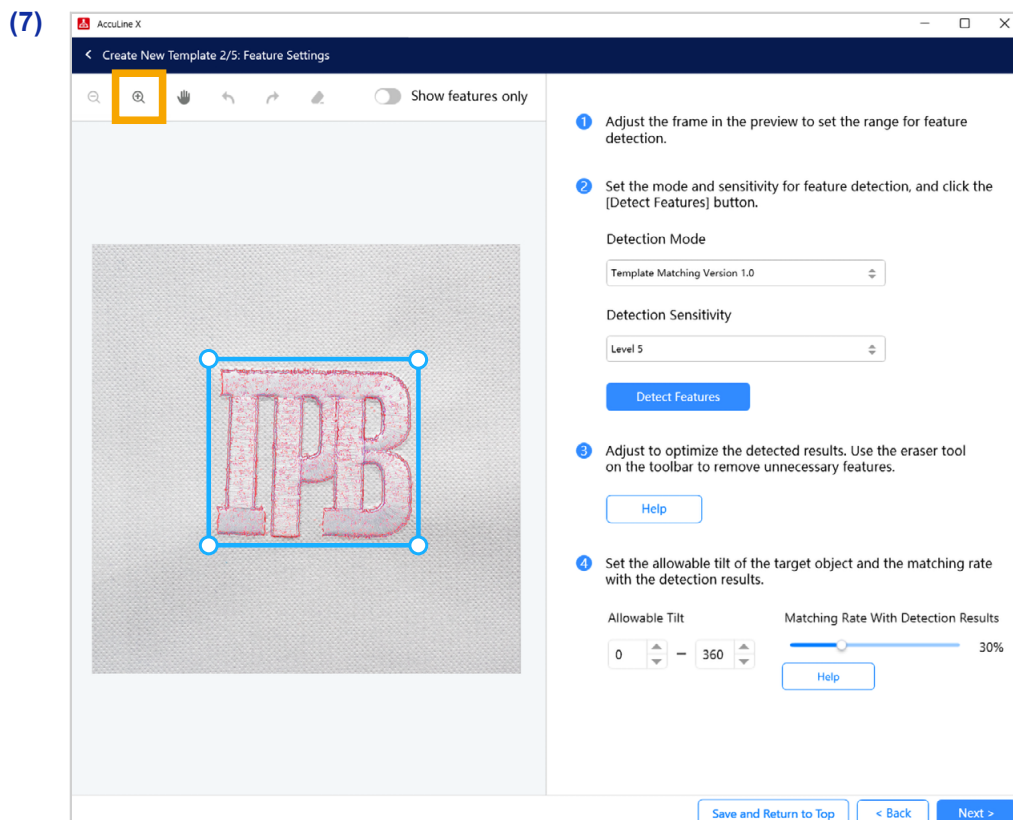 (7)
AccuLine X
< Create New Template 2/5: Feature Settings
Show features only
1 Adjust the frame in the preview to set the range for feature
detection.
2 Set the mode and sensitivity for feature detection, and click the
[Detect Features] button.
Detection Mode
Template Matching Version 1.0
Detection Sensitivity
Level 5
Detect Features
3 Adjust to optimize the detected results. Use the eraser tool
on the toolbar to remove unnecessary features.
Help
4 Set the allowable tilt of the target object and the matching rate
with the detection results.
Allowable Tilt
Matching Rate With Detection Results
0 – 360
30%
Help
IPB
Save and Return to Top
< Back
Next >